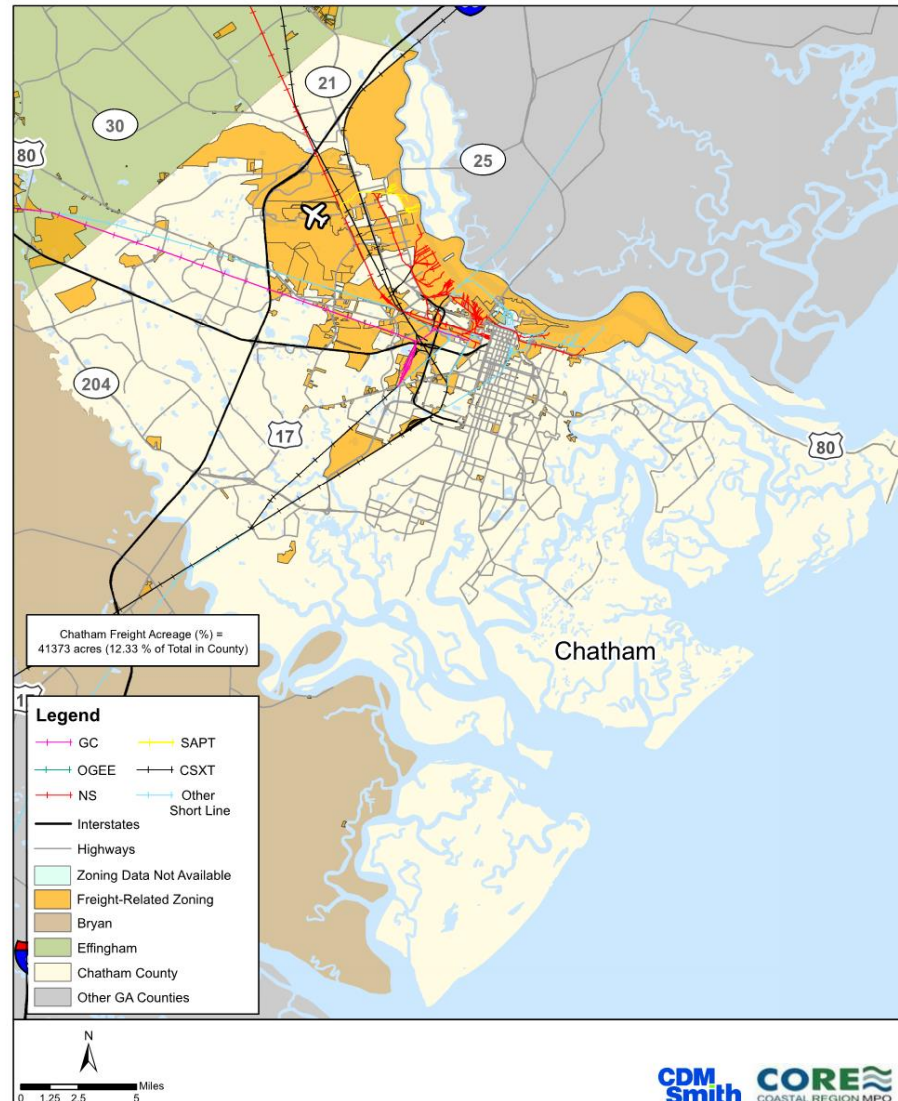 21
30
80
25
204
17
80
Chatham
Chatham Freight Acreage (%) =
41373 acres (12.33 % of Total in County)
Legend
GC
SAPT
OGEE
CSXT
NS
Other
Short Line
Interstates
Highways
Zoning Data Not Available
Freight-Related Zoning
Bryan
Effingham
Chatham County
Other GA Counties
N
Miles
0 1.25 2.5 5
CDM
Smith
CORE
COASTAL REGION MPO